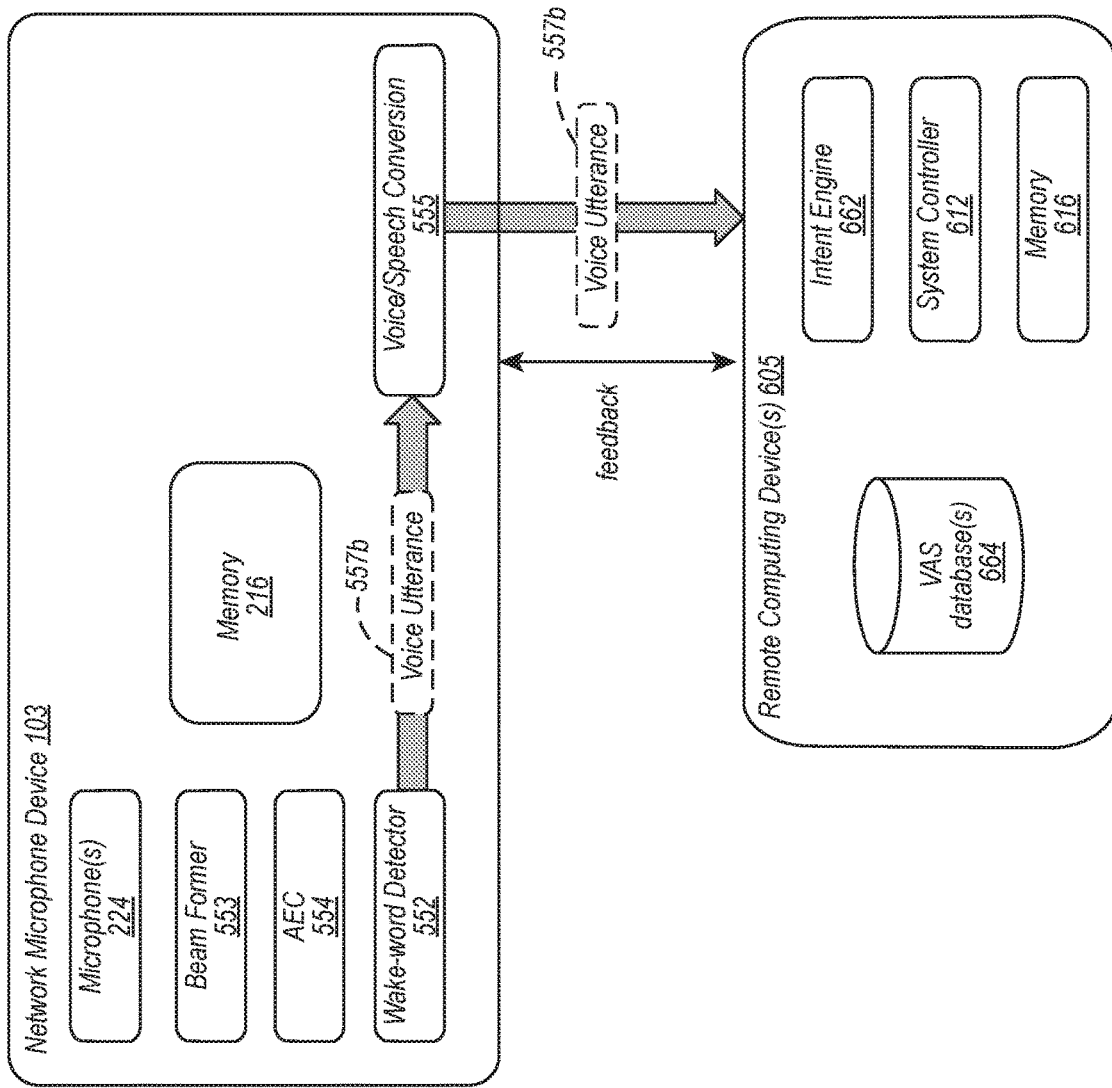 Network Microphone Device 103
Microphone(s)
224
Beam Former
553
AEC
554
Wake-word Detector
552
Memory
216
557b
Voice Utterance
Voice/Speech Conversion
555
feedback
Voice Utterance
557b
Remote Computing Device(s) 605
VAS
database(s)
664
Intent Engine
662
System Controller
612
Memory
616